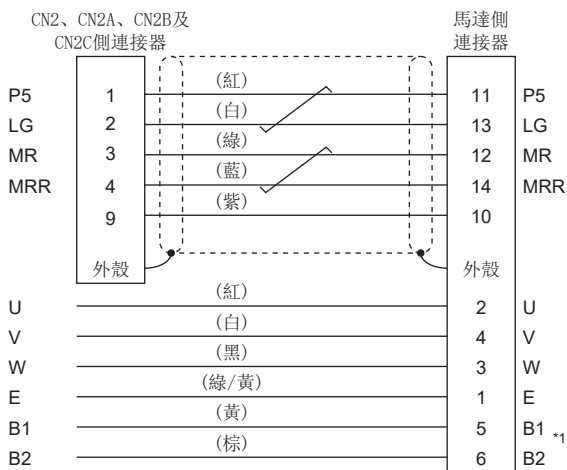 CN2、CN2A、CN2B及
CN2C側連接器
馬達側
連接器
P5 1 (紅) 11 P5
LG 2 (白) 13 LG
MR 3 (綠) 12 MR
MRR 4 (藍) 14 MRR
9 (紫) 10
外殼 外殼
U (紅) 2 U
V (白) 4 V
W (黑) 3 W
E (綠/黃) 1 E
B1 (黃) 5 B1 *1
B2 (棕) 6 B2